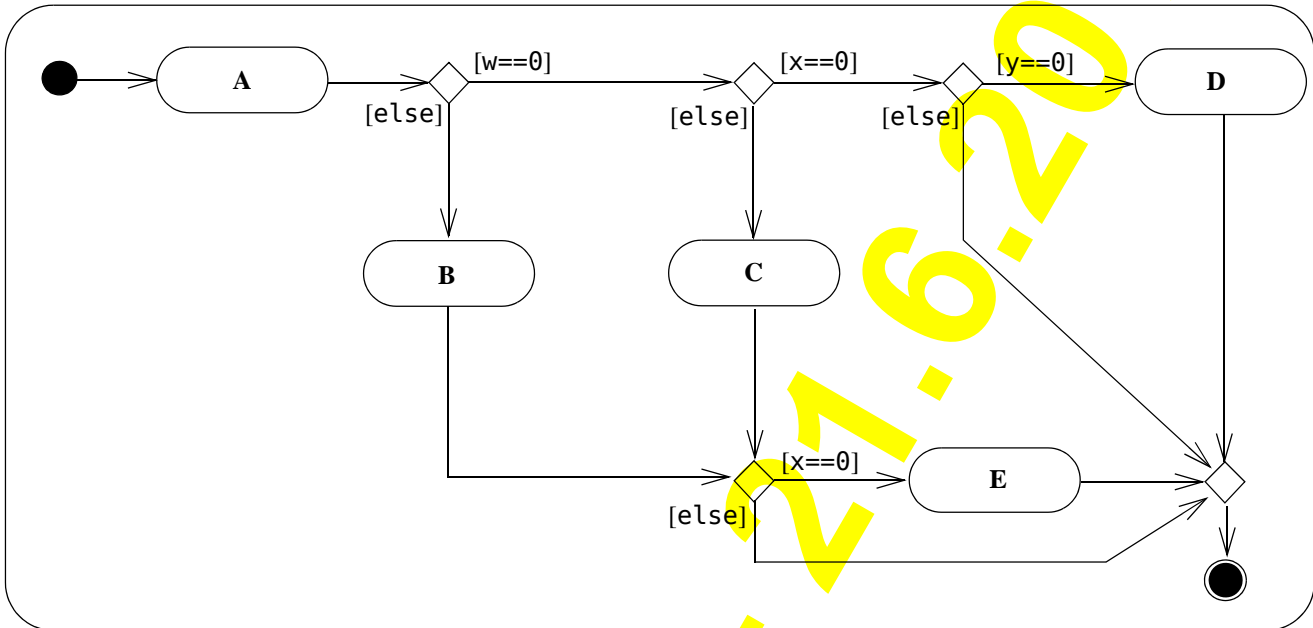 [w==0]
[x==0]
[y==0]
A
D
[else]
[else]
[else]
B
C
[x==0]
E
[else]
21.6.20